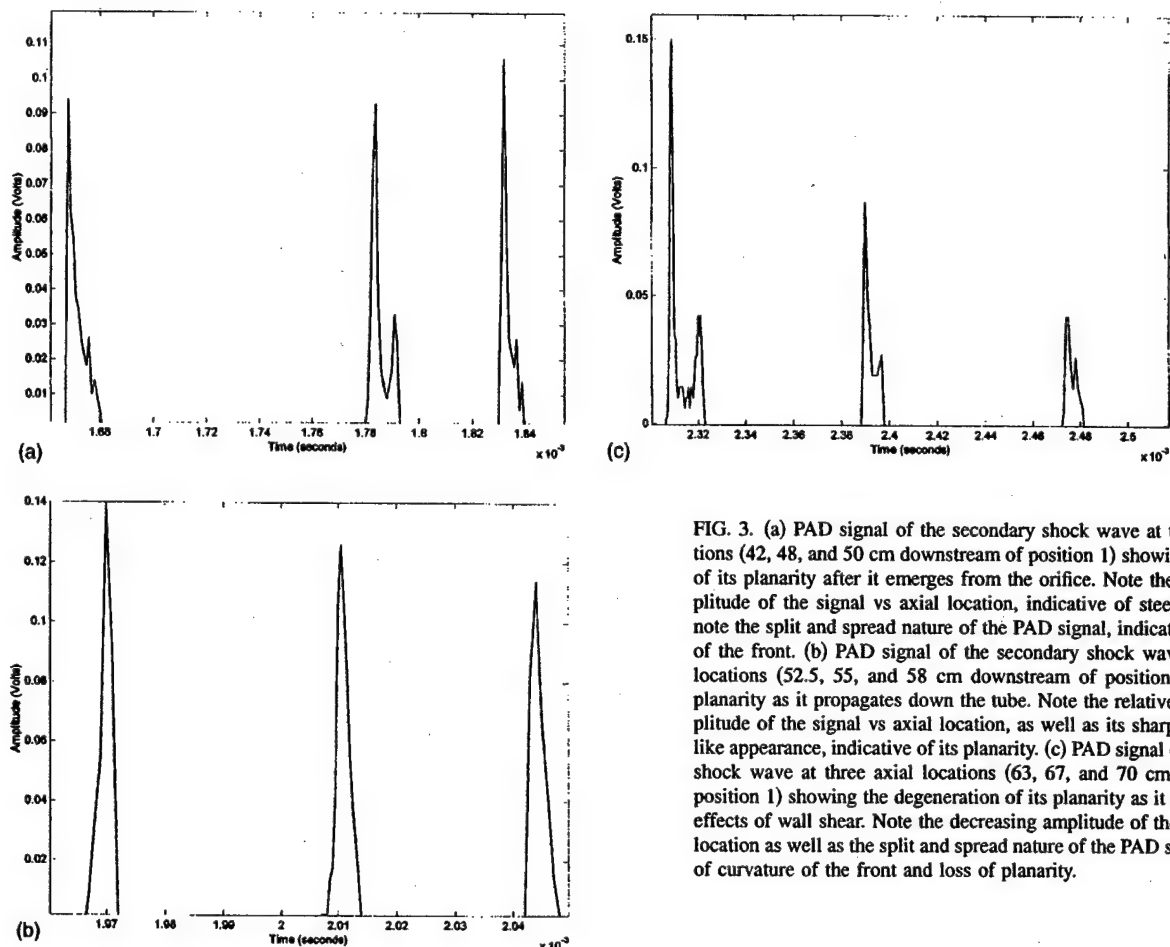 0.11
0.1
0.09
0.08
0.07
0.06
0.05
0.04
0.03
0.02
0.01
Amplitude (Volts)
1.68 1.7 1.72 1.74 1.76 1.78 1.8 1.82 1.84
Time (seconds)
x 10⁻³
(a)
0.15
0.1
0.05
0
Amplitude (Volts)
2.32 2.34 2.36 2.38 2.4 2.42 2.44 2.46 2.48 2.5
Time (seconds)
x 10⁻³
(c)
0.14
0.12
0.1
0.08
0.06
0.04
0.02
Amplitude (Volts)
1.97 1.98 1.99 2 2.01 2.02 2.03 2.04
Time (seconds)
x 10⁻³
(b)
FIG. 3. (a) PAD signal of the secondary shock wave at t
tions (42, 48, and 50 cm downstream of position 1) showi
of its planarity after it emerges from the orifice. Note the
plitude of the signal vs axial location, indicative of stee
note the split and spread nature of the PAD signal, indicat
of the front. (b) PAD signal of the secondary shock wav
locations (52.5, 55, and 58 cm downstream of position
planarity as it propagates down the tube. Note the relative
plitude of the signal vs axial location, as well as its sharp
like appearance, indicative of its planarity. (c) PAD signal
shock wave at three axial locations (63, 67, and 70 cm
position 1) showing the degeneration of its planarity as it
effects of wall shear. Note the decreasing amplitude of the
location as well as the split and spread nature of the PAD s
of curvature of the front and loss of planarity.